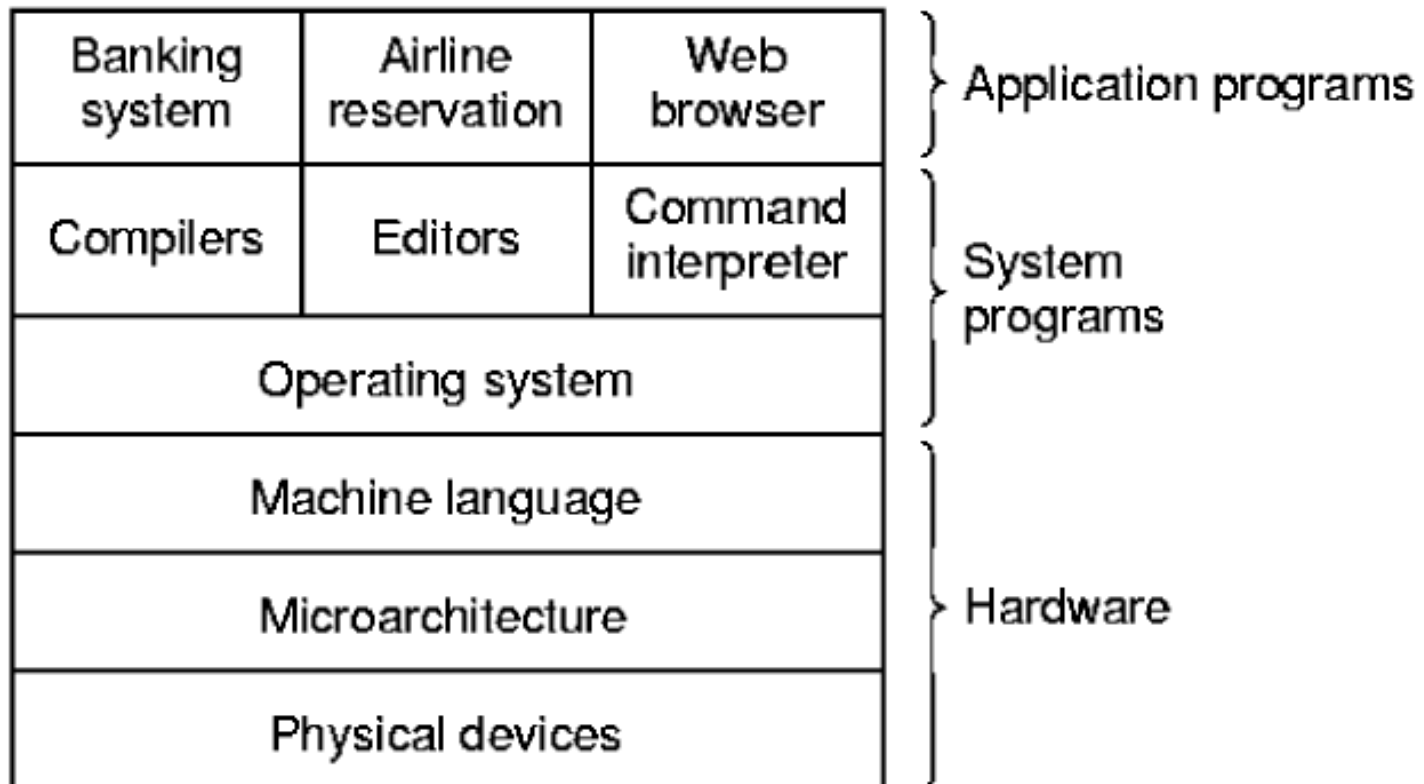 Banking
system
Airline
reservation
Web
browser
Application programs
Compilers
Editors
Command
interpreter
System
programs
Operating system
Machine language
Microarchitecture
Hardware
Physical devices